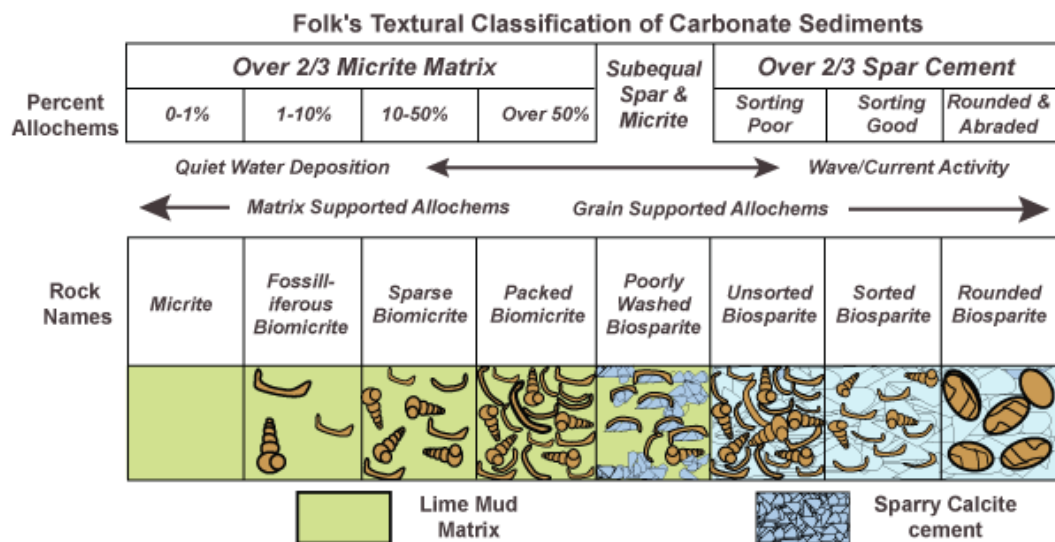 Folk's Textural Classification of Carbonate Sediments
Over 2/3 Micrite Matrix
Subequal
Spar &
Micrite
Over 2/3 Spar Cement
Percent
Allochems
0-1%
1-10%
10-50%
Over 50%
Sorting
Poor
Sorting
Good
Rounded &
Abraded
Quiet Water Deposition
Wave/Current Activity
Matrix Supported Allochems
Grain Supported Allochems
Rock
Names
Micrite
Fossill-
iferous
Biomicrite
Sparse
Biomicrite
Packed
Biomicrite
Poorly
Washed
Biosparite
Unsorted
Biosparite
Sorted
Biosparite
Rounded
Biosparite
Lime Mud
Matrix
Sparry Calcite
cement